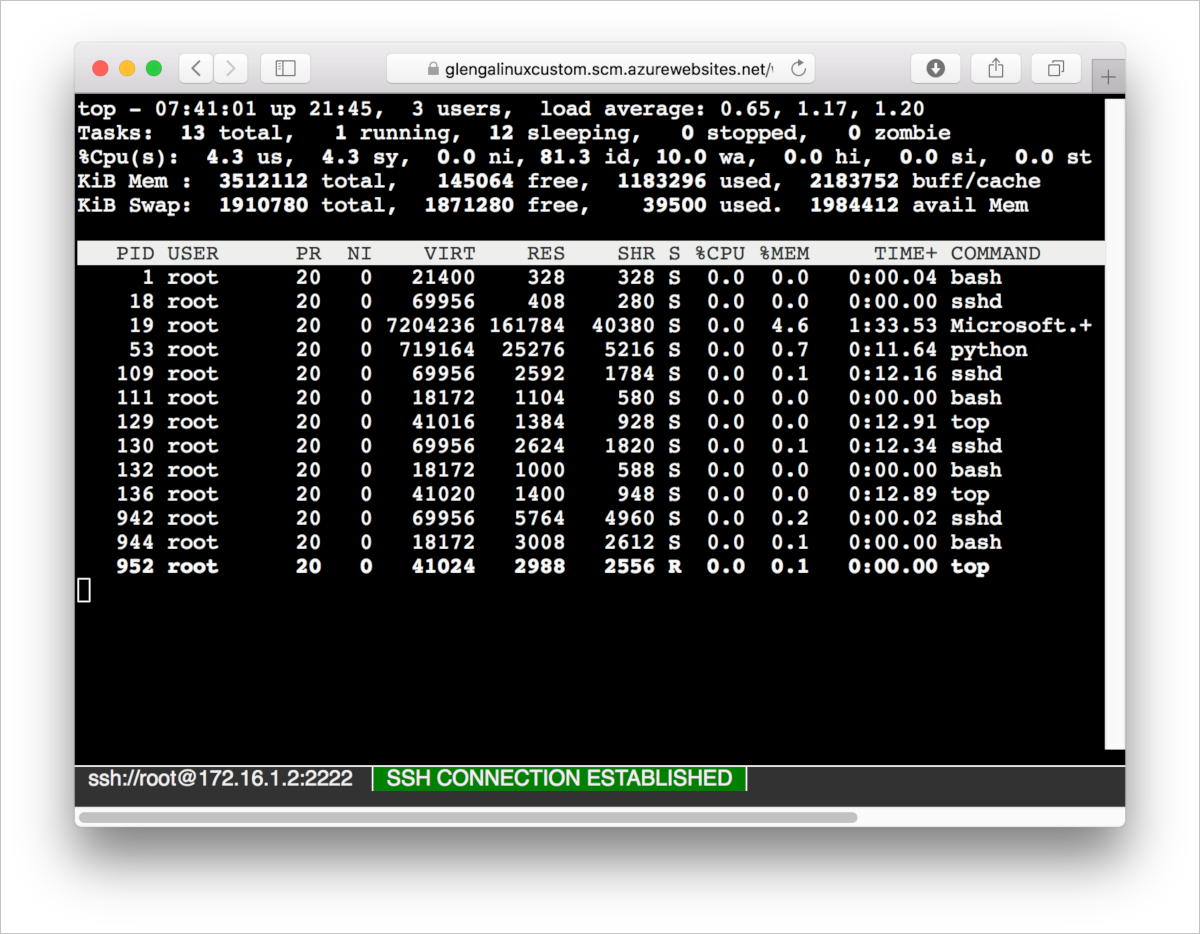 glengalinuxcustom.scm.azurewebsites.net/
top - 07:41:01 up 21:45,  3 users,  load average: 0.65, 1.17, 1.20
Tasks:  13 total,   1 running,  12 sleeping,   0 stopped,   0 zombie
%Cpu(s):  4.3 us,  4.3 sy,  0.0 ni, 81.3 id, 10.0 wa,  0.0 hi,  0.0 si,  0.0 st
KiB Mem :  3512112 total,   145064 free,  1183296 used,  2183752 buff/cache
KiB Swap:  1910780 total,  1871280 free,    39500 used.  1984412 avail Mem
PID USER      PR  NI    VIRT    RES    SHR S %CPU %MEM     TIME+ COMMAND
1 root      20   0   21400    328    328 S  0.0  0.0   0:00.04 bash
18 root      20   0   69956    408    280 S  0.0  0.0   0:00.00 sshd
19 root      20   0 7204236 161784  40380 S  0.0  4.6   1:33.53 Microsoft.+
53 root      20   0  719164  25276   5216 S  0.0  0.7   0:11.64 python
109 root      20   0   69956   2592   1784 S  0.0  0.1   0:12.16 sshd
111 root      20   0   18172   1104    580 S  0.0  0.0   0:00.00 bash
129 root      20   0   41016   1384    928 S  0.0  0.0   0:12.91 top
130 root      20   0   69956   2624   1820 S  0.0  0.1   0:12.34 sshd
132 root      20   0   18172   1000    588 S  0.0  0.0   0:00.00 bash
136 root      20   0   41020   1400    948 S  0.0  0.0   0:12.89 top
942 root      20   0   69956   5764   4960 S  0.0  0.2   0:00.02 sshd
944 root      20   0   18172   3008   2612 S  0.0  0.1   0:00.00 bash
952 root      20   0   41024   2988   2556 R  0.0  0.1   0:00.00 top
ssh://root@172.16.1.2:2222 SSH CONNECTION ESTABLISHED